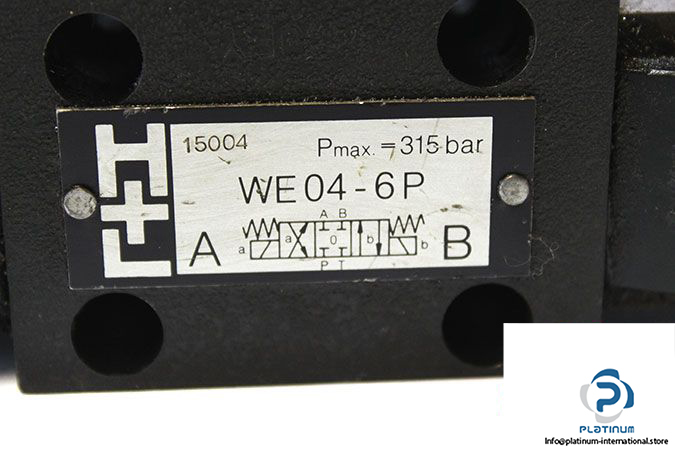 L+H
15004 Pmax. = 315 bar
WE 04 - 6 P
A B
A a a 0 b b B
P T
PLATINUM
Info@platinum-international.store